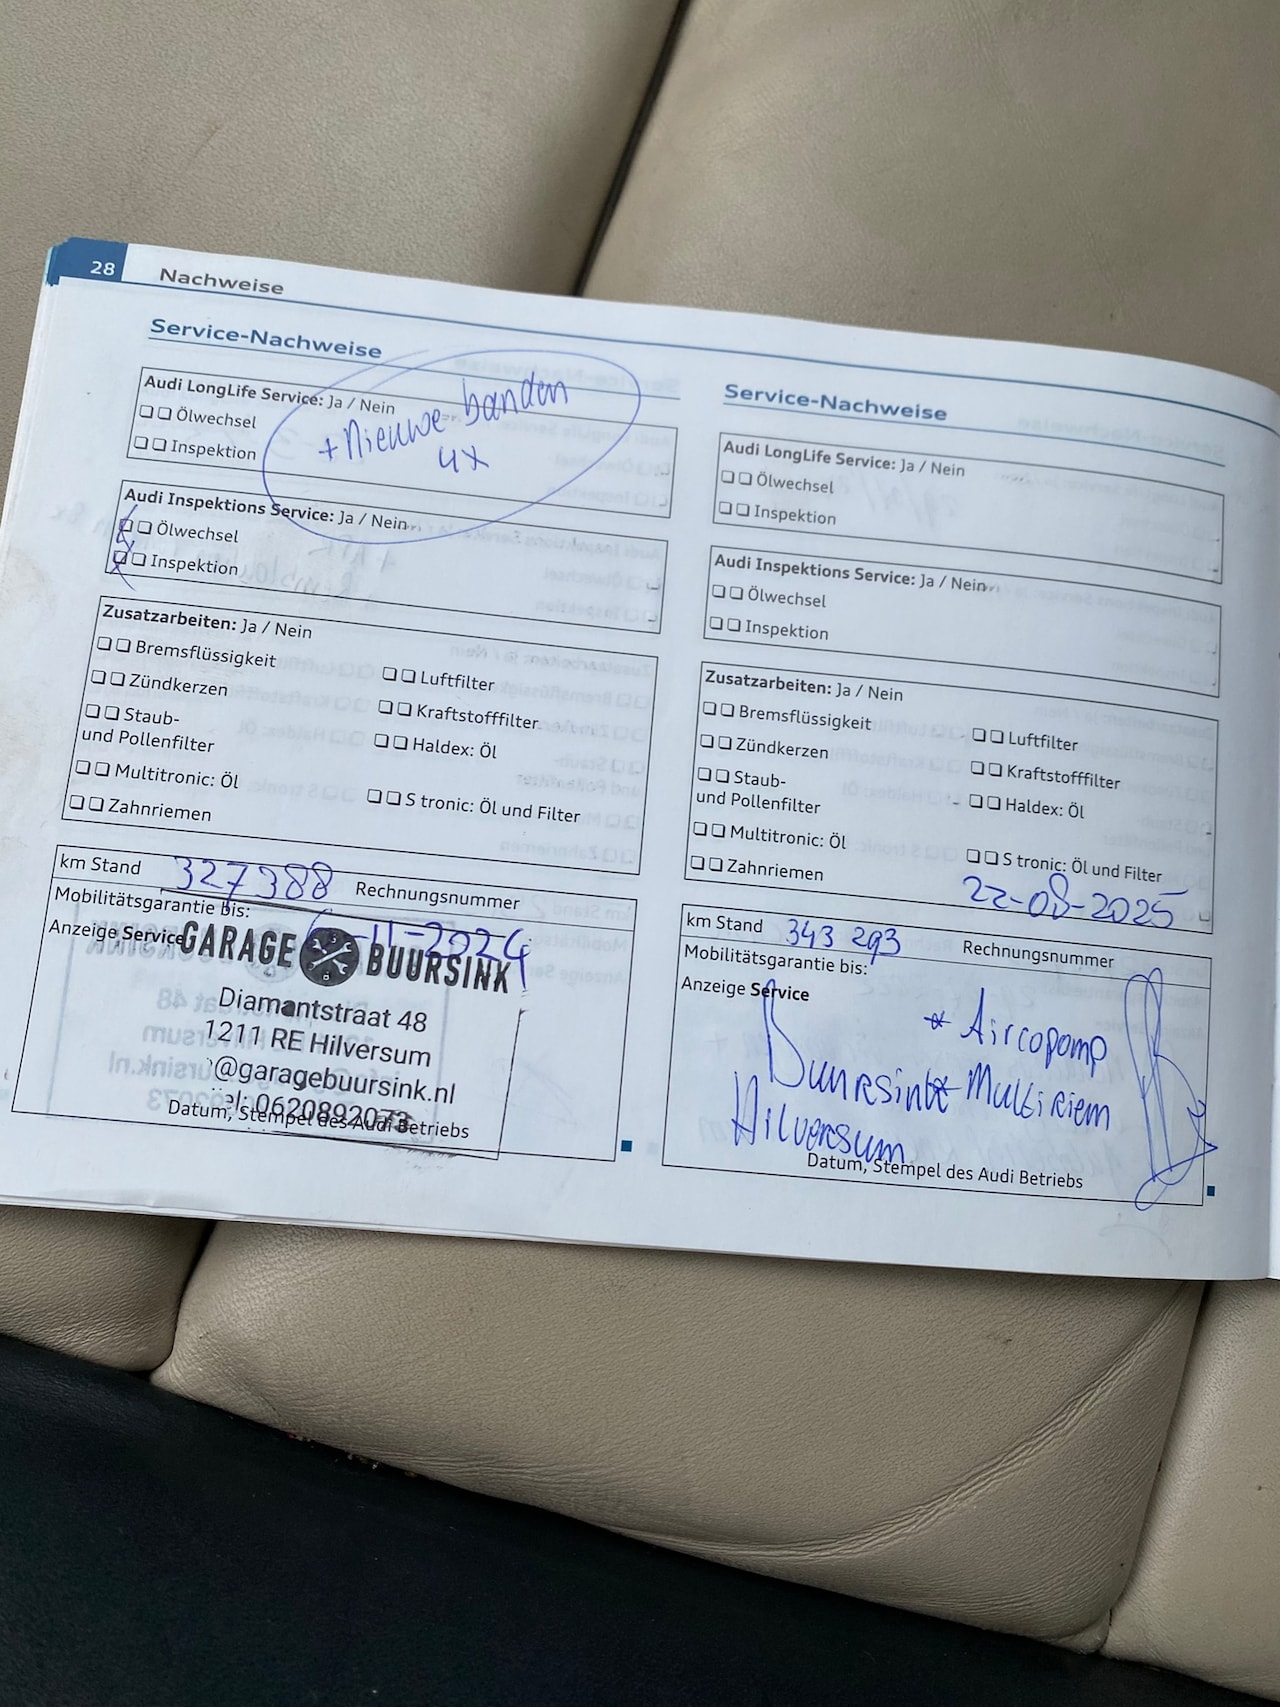 28 Nachweise
Service-Nachweise
Audi LongLife Service: Ja / Nein
Ölwechsel
Inspektion
+ Nieuwe banden
4x
Audi Inspektions Service: Ja / Nein
Ölwechsel
Inspektion
Zusatzarbeiten: Ja / Nein
Bremsflüssigkeit
Zündkerzen
Staub-
und Pollenfilter
Multitronic: Öl
Zahnriemen
Luftfilter
Kraftstofffilter
Haldex: Öl
S tronic: Öl und Filter
km Stand 327388 Rechnungsnummer
Mobilitätsgarantie bis:
-11-2024
Anzeige Service
GARAGE BUURSINK
Diamantstraat 48
1211 RE Hilversum
@garagebuursink.nl
el: 0620892073
Datum, Stempel des Audi Betriebs
Service-Nachweise
Audi LongLife Service: Ja / Nein
Ölwechsel
Inspektion
Audi Inspektions Service: Ja / Nein
Ölwechsel
Inspektion
Zusatzarbeiten: Ja / Nein
Bremsflüssigkeit
Zündkerzen
Staub-
und Pollenfilter
Multitronic: Öl
Zahnriemen
Luftfilter
Kraftstofffilter
Haldex: Öl
S tronic: Öl und Filter
22-08-2025
km Stand 343 293 Rechnungsnummer
Mobilitätsgarantie bis:
Anzeige Service
Buursink
Hilversum
* Aircopomp
* Multiriem
Datum, Stempel des Audi Betriebs